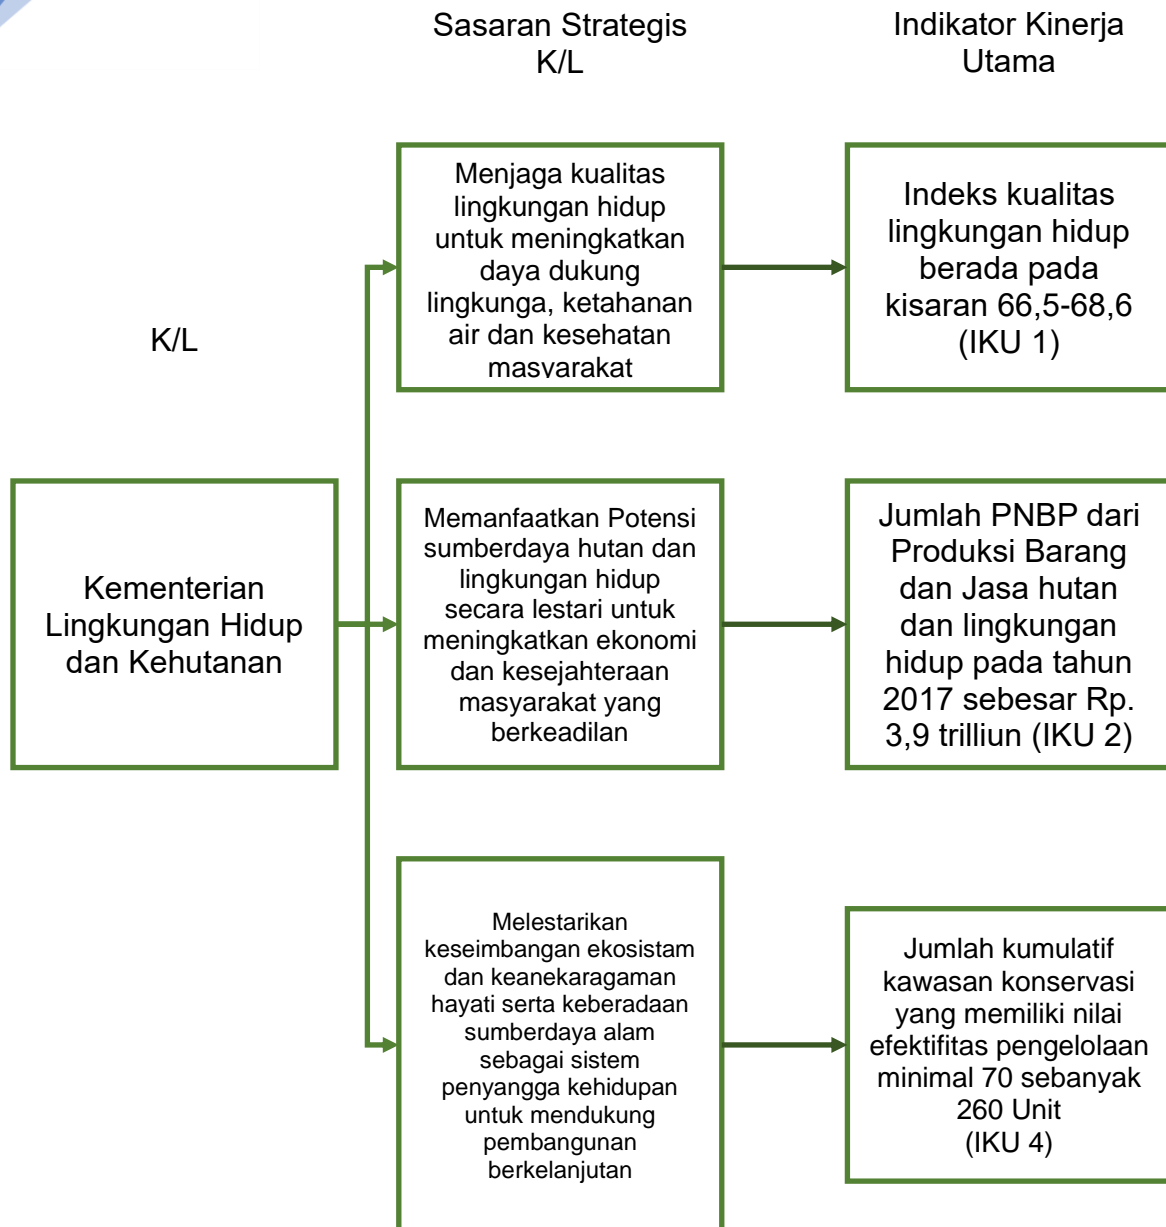 Sasaran Strategis
K/L
Indikator Kinerja
Utama
K/L
Menjaga kualitas
lingkungan hidup
untuk meningkatkan
daya dukung
lingkunga, ketahanan
air dan kesehatan
masyarakat
Indeks kualitas
lingkungan hidup
berada pada
kisaran 66,5-68,6
(IKU 1)
Kementerian
Lingkungan Hidup
dan Kehutanan
Memanfaatkan Potensi
sumberdaya hutan dan
lingkungan hidup
secara lestari untuk
meningkatkan ekonomi
dan kesejahteraan
masyarakat yang
berkeadilan
Jumlah PNBP dari
Produksi Barang
dan Jasa hutan
dan lingkungan
hidup pada tahun
2017 sebesar Rp.
3,9 trilliun (IKU 2)
Melestarikan
keseimbangan ekosistam
dan keanekaragaman
hayati serta keberadaan
sumberdaya alam
sebagai sistem
penyangga kehidupan
untuk mendukung
pembangunan
berkelanjutan
Jumlah kumulatif
kawasan konservasi
yang memiliki nilai
efektifitas pengelolaan
minimal 70 sebanyak
260 Unit
(IKU 4)